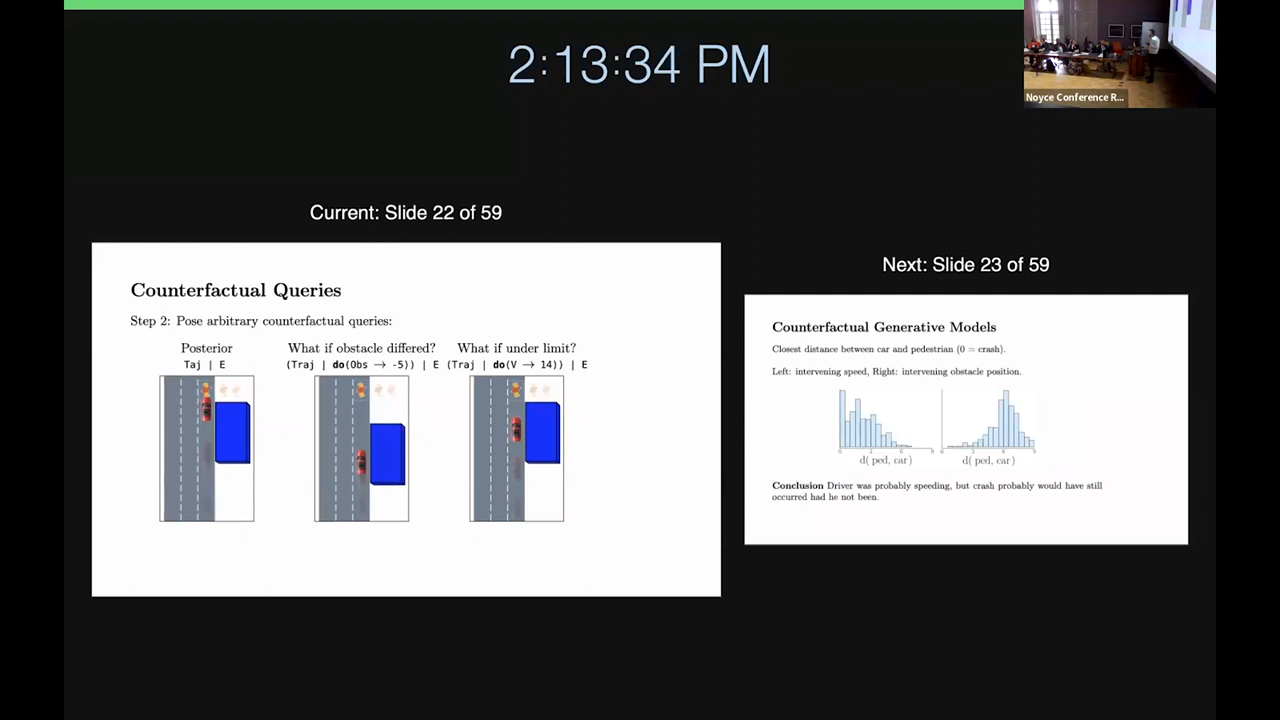 2:13:34 PM
Noyce Conference R...
Current: Slide 22 of 59
Counterfactual Queries
Step 2: Pose arbitrary counterfactual queries:
Posterior
Taj | E
What if obstacle differed?
(Traj | do(Obs → -5)) | E
What if under limit?
(Traj | do(V → 14)) | E
Next: Slide 23 of 59
Counterfactual Generative Models
Closest distance between car and pedestrian (0 = crash).
Left: intervening speed, Right: intervening obstacle position.
d( ped, car)
d( ped, car)
Conclusion Driver was probably speeding, but crash probably would have still
occurred had he not been.